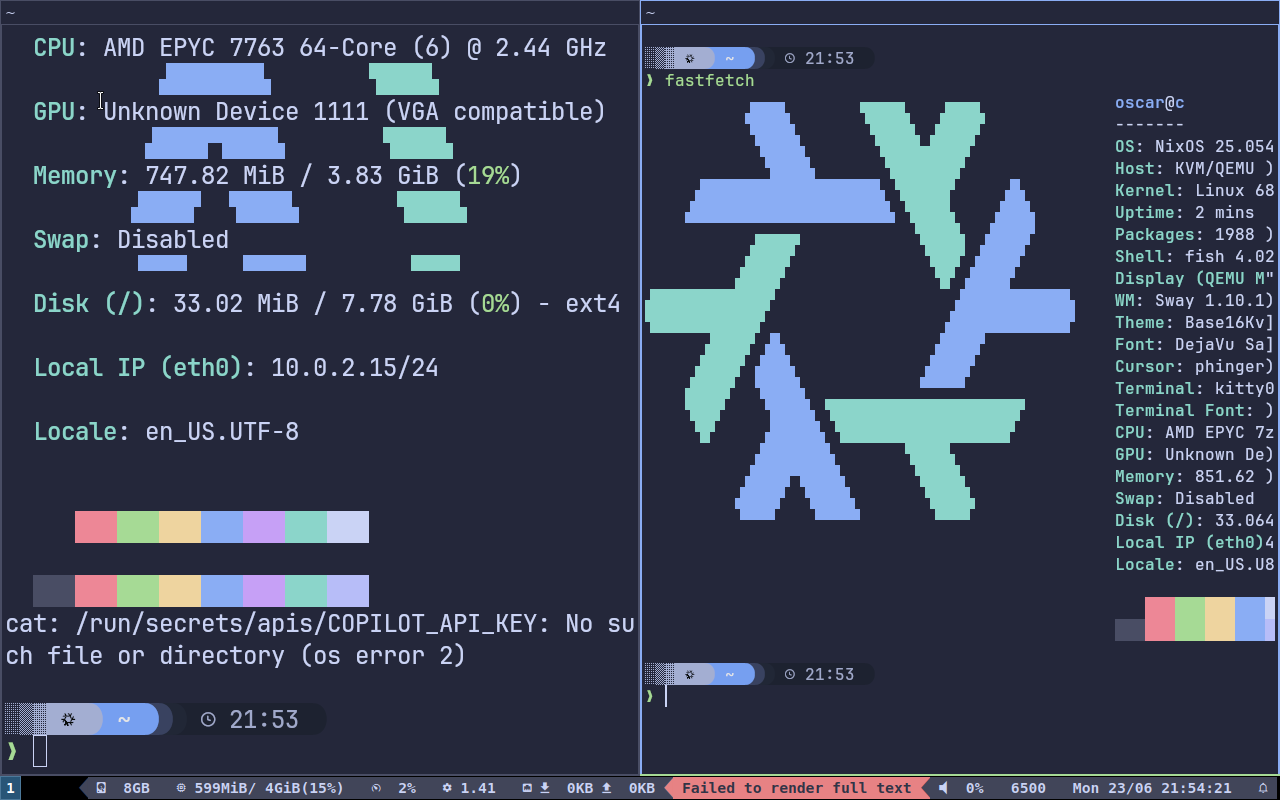 ~
CPU: AMD EPYC 7763 64-Core (6) @ 2.44 GHz
GPU: Unknown Device 1111 (VGA compatible)
Memory: 747.82 MiB / 3.83 GiB (19%)
Swap: Disabled
Disk (/): 33.02 MiB / 7.78 GiB (0%) - ext4
Local IP (eth0): 10.0.2.15/24
Locale: en_US.UTF-8
cat: /run/secrets/apis/COPILOT_API_KEY: No su
ch file or directory (os error 2)
~ 21:53
❱
~
~ 21:53
❱ fastfetch
oscar@c
-------
OS: NixOS 25.054
Host: KVM/QEMU )
Kernel: Linux 68
Uptime: 2 mins
Packages: 1988 )
Shell: fish 4.02
Display (QEMU M"
WM: Sway 1.10.1)
Theme: Base16Kv]
Font: DejaVu Sa]
Cursor: phinger)
Terminal: kitty0
Terminal Font: )
CPU: AMD EPYC 7z
GPU: Unknown De)
Memory: 851.62 )
Swap: Disabled
Disk (/): 33.064
Local IP (eth0)4
Locale: en_US.U8
~ 21:53
❱
1 8GB 599MiB/ 4GiB(15%) 2% 1.41 0KB 0KB Failed to render full text 0% 6500 Mon 23/06 21:54:21